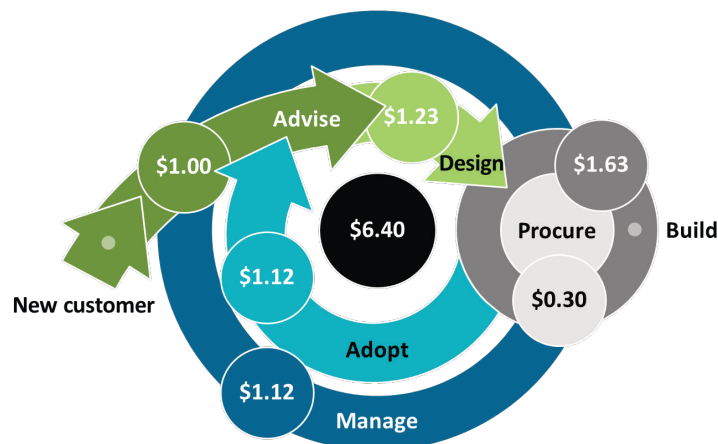 Advise
$1.23
$1.00
Design
$1.63
$6.40
Procure
Build
New customer
$1.12
$0.30
Adopt
$1.12
Manage